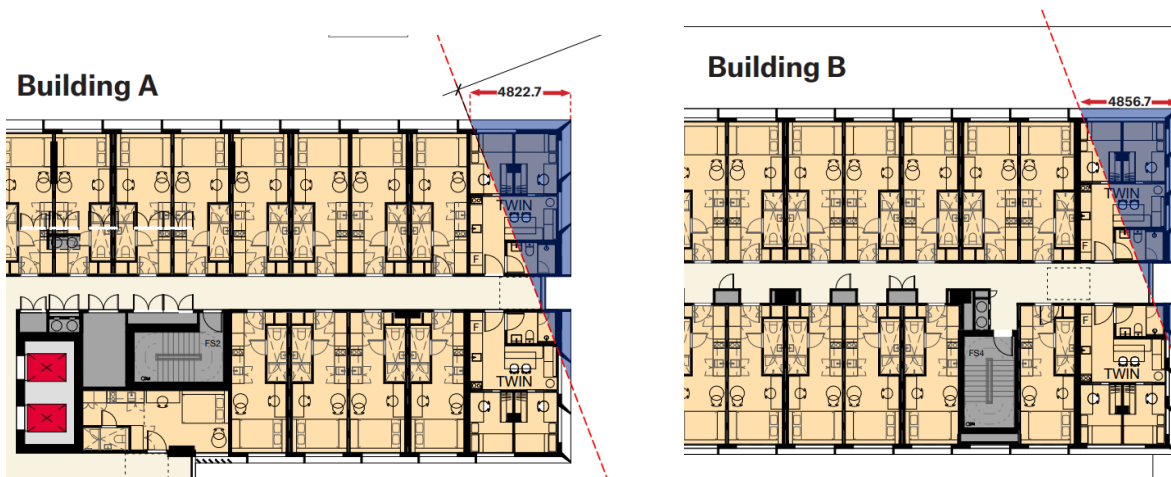 Building A
4822.7
TWIN
F
FS2
F
TWIN
Building B
4856.7
TWIN
F
F
FS4
TWIN